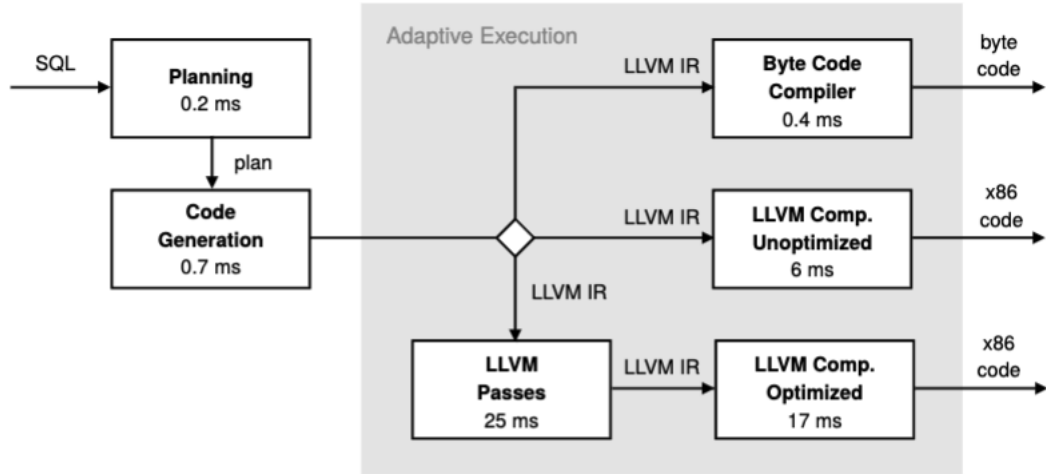 Adaptive Execution
SQL
Planning
0.2 ms
plan
Code
Generation
0.7 ms
LLVM IR
Byte Code
Compiler
0.4 ms
byte
code
LLVM IR
LLVM Comp.
Unoptimized
6 ms
x86
code
LLVM IR
LLVM
Passes
25 ms
LLVM IR
LLVM Comp.
Optimized
17 ms
x86
code